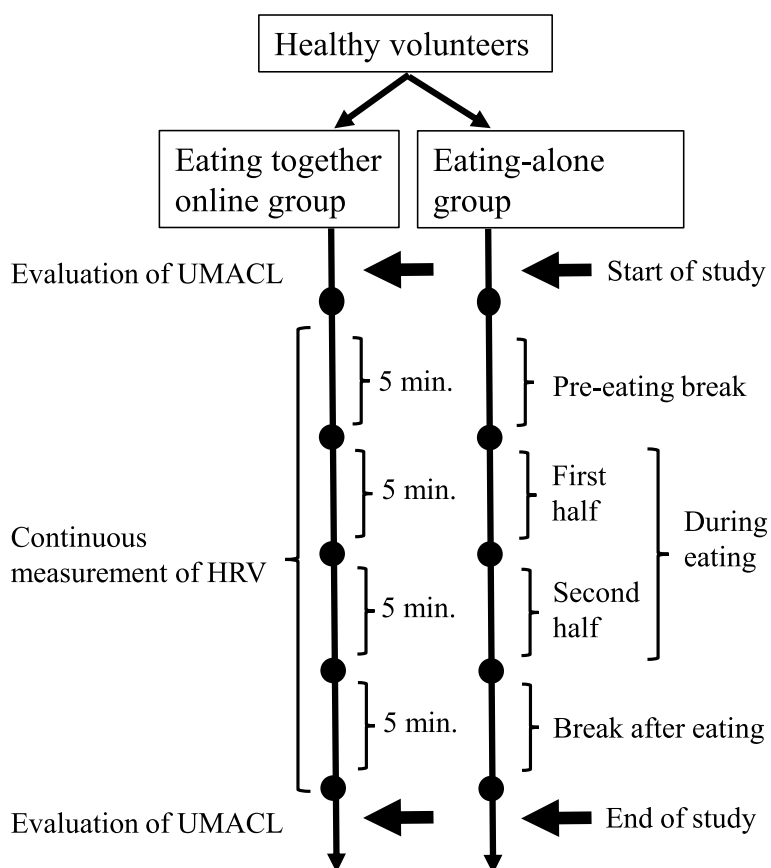 Healthy volunteers
Eating together
online group
Eating-alone
group
Evaluation of UMACL
Start of study
5 min.
Pre-eating break
5 min.
First
half
During
eating
Continuous
measurement of HRV
5 min.
Second
half
5 min.
Break after eating
Evaluation of UMACL
End of study